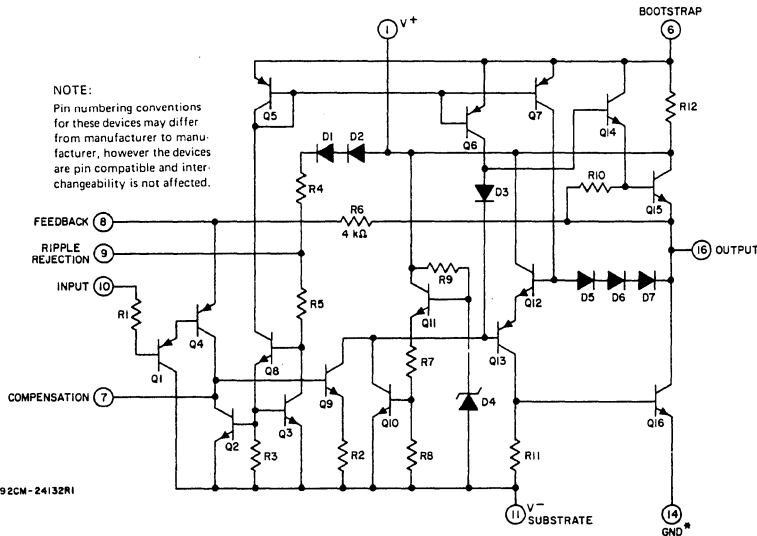 BOOTSTRAP
1 V+
6
NOTE:
Pin numbering conventions
for these devices may differ
from manufacturer to manu-
facturer, however the devices
are pin compatible and inter-
changeability is not affected.
Q5
Q6
Q7
Q14
R12
D1 D2
R4
D3
R10
Q15
FEEDBACK 8
R6
4 kΩ
RIPPLE
REJECTION 9
16 OUTPUT
INPUT 10
R1
Q4
R5
R9
Q11
Q12
D5 D6 D7
Q13
Q1
Q8
R7
COMPENSATION 7
Q9
Q10
D4
Q16
Q2
Q3
R3
R2
R8
R11
92CM-24132R1
11 V−
SUBSTRATE
14
GND*